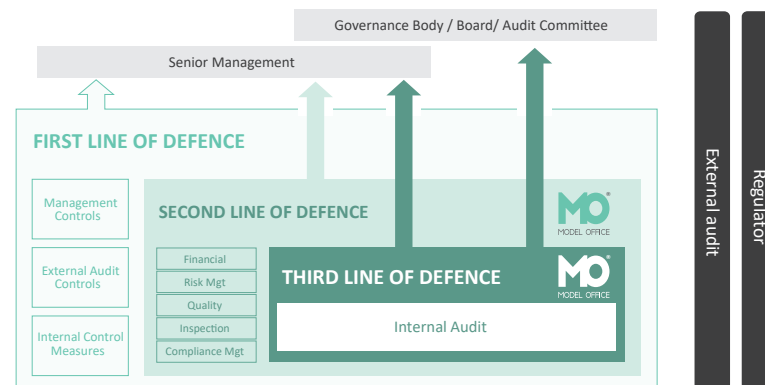 Governance Body / Board/ Audit Committee
Senior Management
FIRST LINE OF DEFENCE
Management
Controls
External Audit
Controls
Internal Control
Measures
SECOND LINE OF DEFENCE
MO®
MODEL OFFICE
Financial
Risk Mgt
Quality
Inspection
Compliance Mgt
THIRD LINE OF DEFENCE
MO®
MODEL OFFICE
Internal Audit
External audit
Regulator